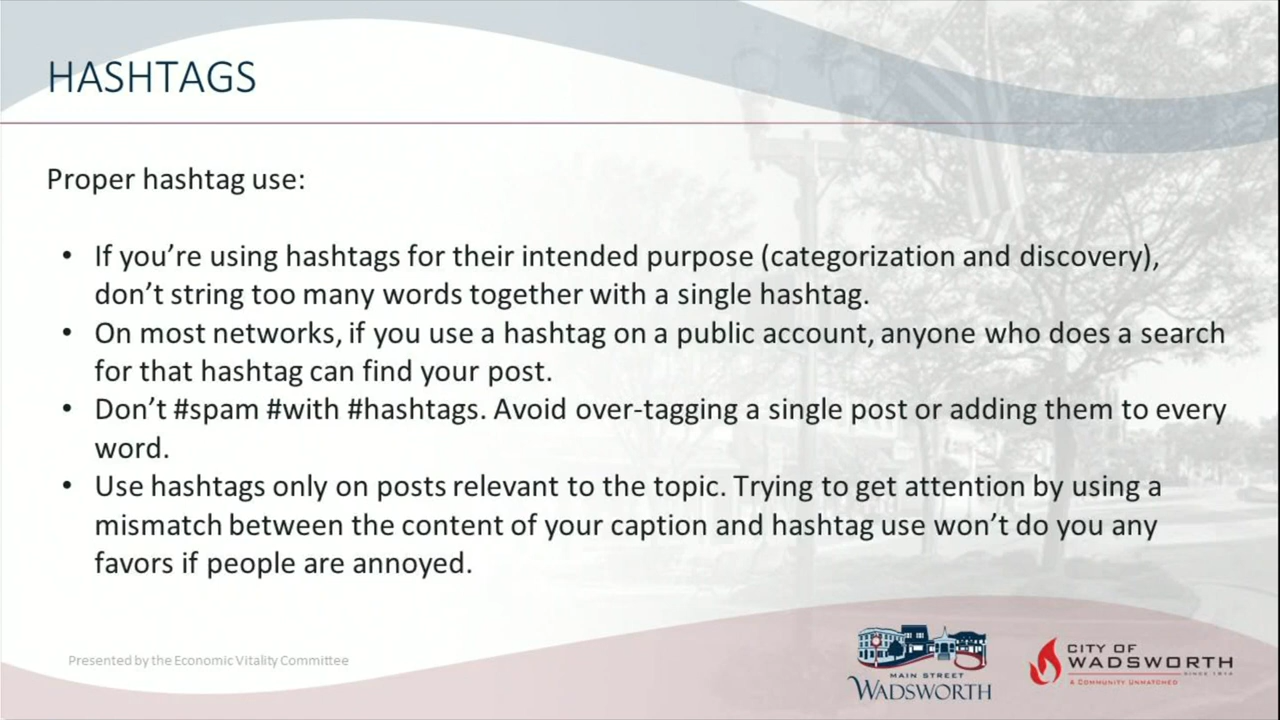 HASHTAGS
Proper hashtag use:
• If you’re using hashtags for their intended purpose (categorization and discovery),
don’t string too many words together with a single hashtag.
• On most networks, if you use a hashtag on a public account, anyone who does a search
for that hashtag can find your post.
• Don’t #spam #with #hashtags. Avoid over-tagging a single post or adding them to every
word.
• Use hashtags only on posts relevant to the topic. Trying to get attention by using a
mismatch between the content of your caption and hashtag use won’t do you any
favors if people are annoyed.
Presented by the Economic Vitality Committee
MAIN STREET
WADSWORTH
CITY OF
WADSWORTH
SINCE 1814
A COMMUNITY UNMATCHED